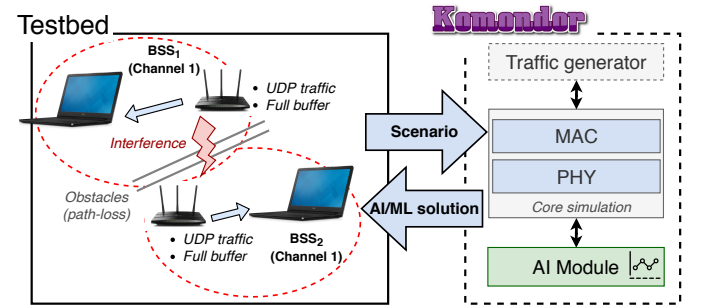 Testbed
BSS1
(Channel 1)
• UDP traffic
• Full buffer
Interference
Obstacles
(path-loss)
• UDP traffic
• Full buffer
BSS2
(Channel 1)
Scenario
AI/ML solution
Komondor
Traffic generator
MAC
PHY
Core simulation
AI Module